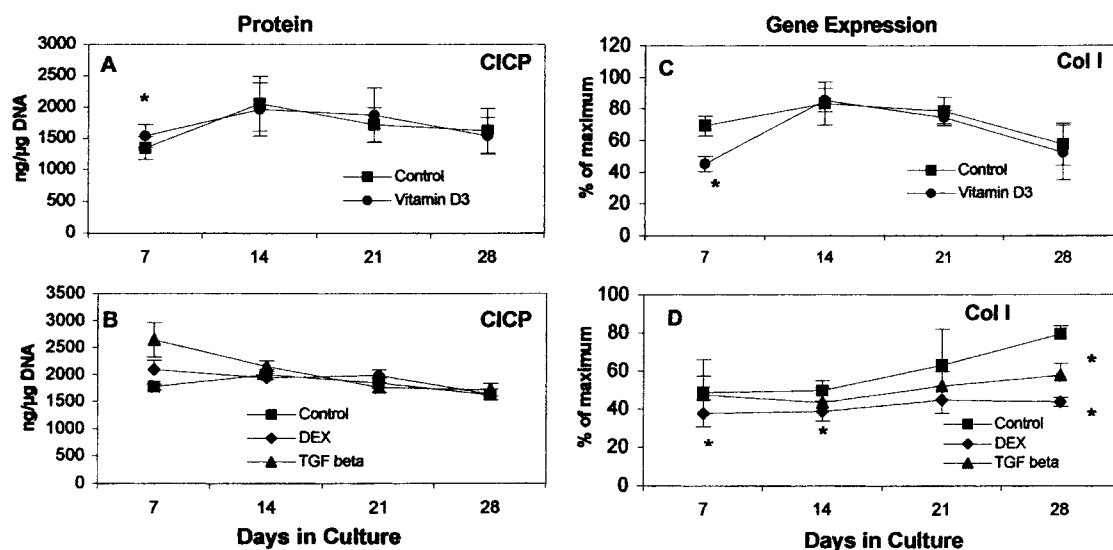 Protein
A
CICP
3000
2500
2000
1500
1000
500
0
ng/µg DNA
*
Control
Vitamin D3
7 14 21 28
Gene Expression
C
Col I
120
100
80
60
40
20
0
% of maximum
*
Control
Vitamin D3
7 14 21 28
B
CICP
3500
3000
2500
2000
1500
1000
500
0
ng/µg DNA
Control
DEX
TGF beta
7 14 21 28
Days in Culture
D
Col I
100
80
60
40
20
0
% of maximum
*
*
*
*
Control
DEX
TGF beta
7 14 21 28
Days in Culture